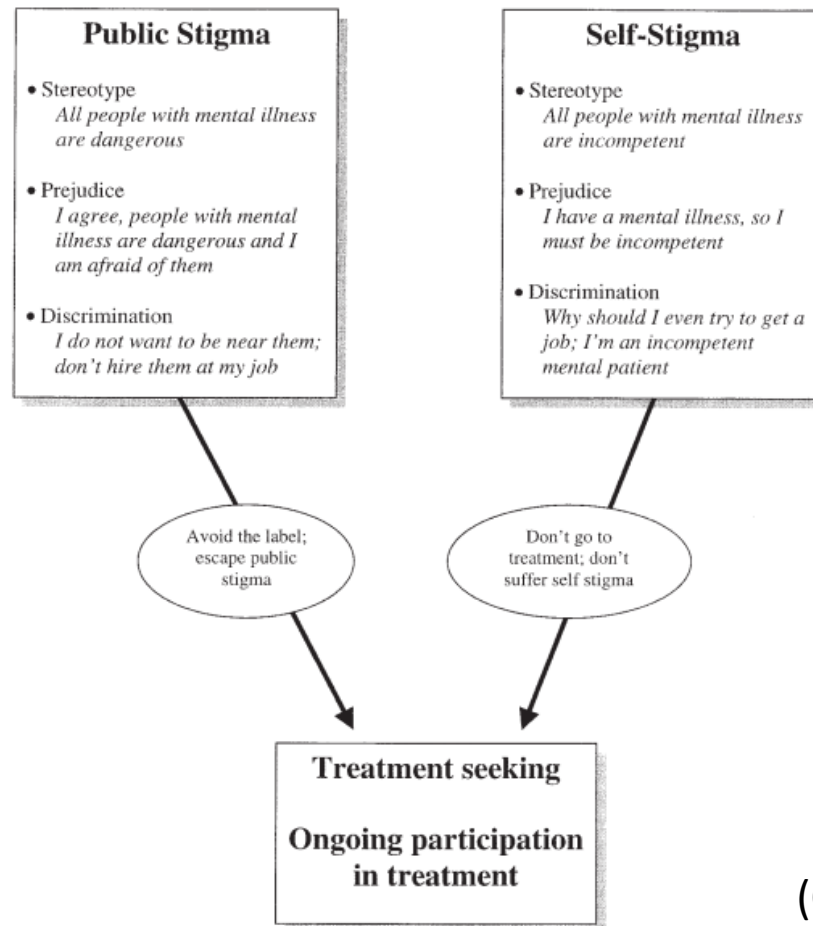 Public Stigma
• Stereotype
All people with mental illness
are dangerous
• Prejudice
I agree, people with mental
illness are dangerous and I
am afraid of them
• Discrimination
I do not want to be near them;
don't hire them at my job
Self-Stigma
• Stereotype
All people with mental illness
are incompetent
• Prejudice
I have a mental illness, so I
must be incompetent
• Discrimination
Why should I even try to get a
job; I'm an incompetent
mental patient
Avoid the label;
escape public
stigma
Don't go to
treatment; don't
suffer self stigma
Treatment seeking
Ongoing participation
in treatment
(